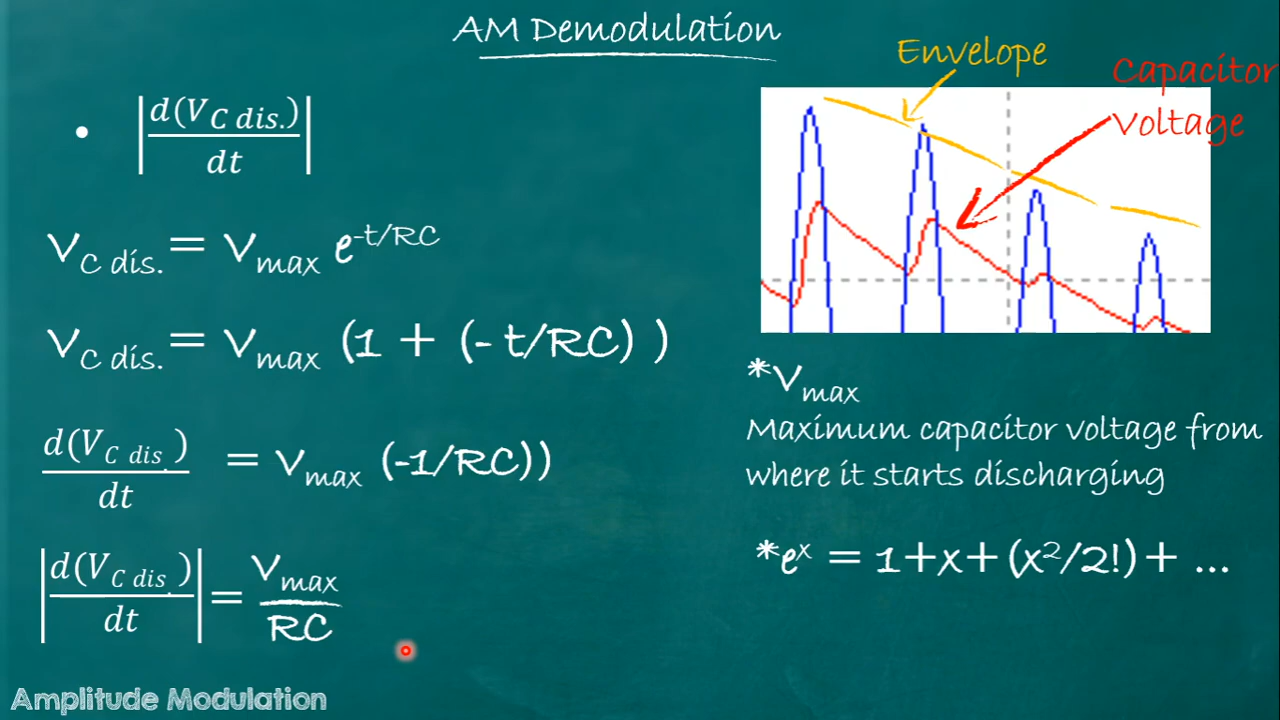 AM Demodulation
• |d(V_C dis.)/dt|
V_C dis. = V_max e^-t/RC
V_C dis. = V_max (1 + (- t/RC) )
d(V_C dis.)/dt = V_max (-1/RC))
|d(V_C dis.)/dt| = V_max/RC
Envelope
Capacitor
Voltage
*V_max
Maximum capacitor voltage from
where it starts discharging
*e^x = 1+x+(x^2/2!)+ ...
Amplitude Modulation